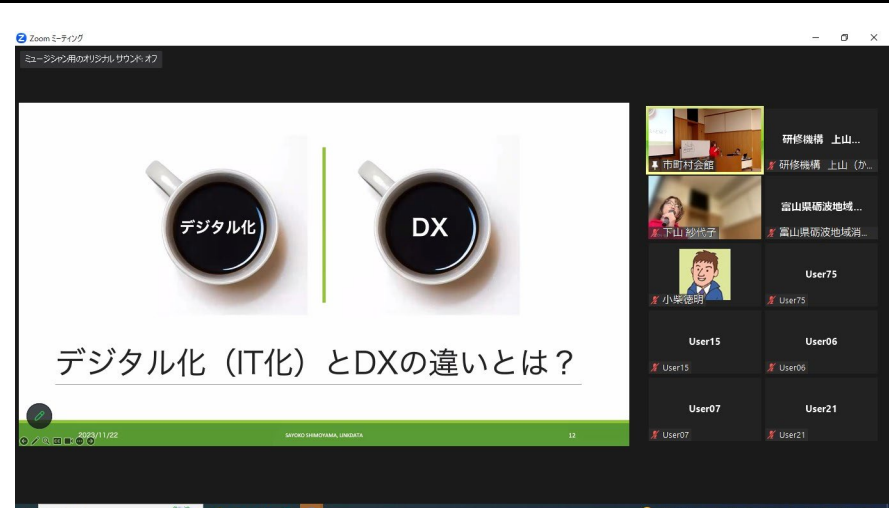 Zoom ミーティング
ミュージシャン用のオリジナル サウンド: オフ
デジタル化
DX
デジタル化（IT化）とDXの違いとは？
2023/11/22
SAYOKO SHIMOYAMA, LINKDATA
12
市町村会館
研修機構 上山...
研修機構 上山（か...
下山 紗代子
富山県砺波地域...
富山県砺波地域消...
小柴徳明
User75
User75
User15
User15
User06
User06
User07
User07
User21
User21